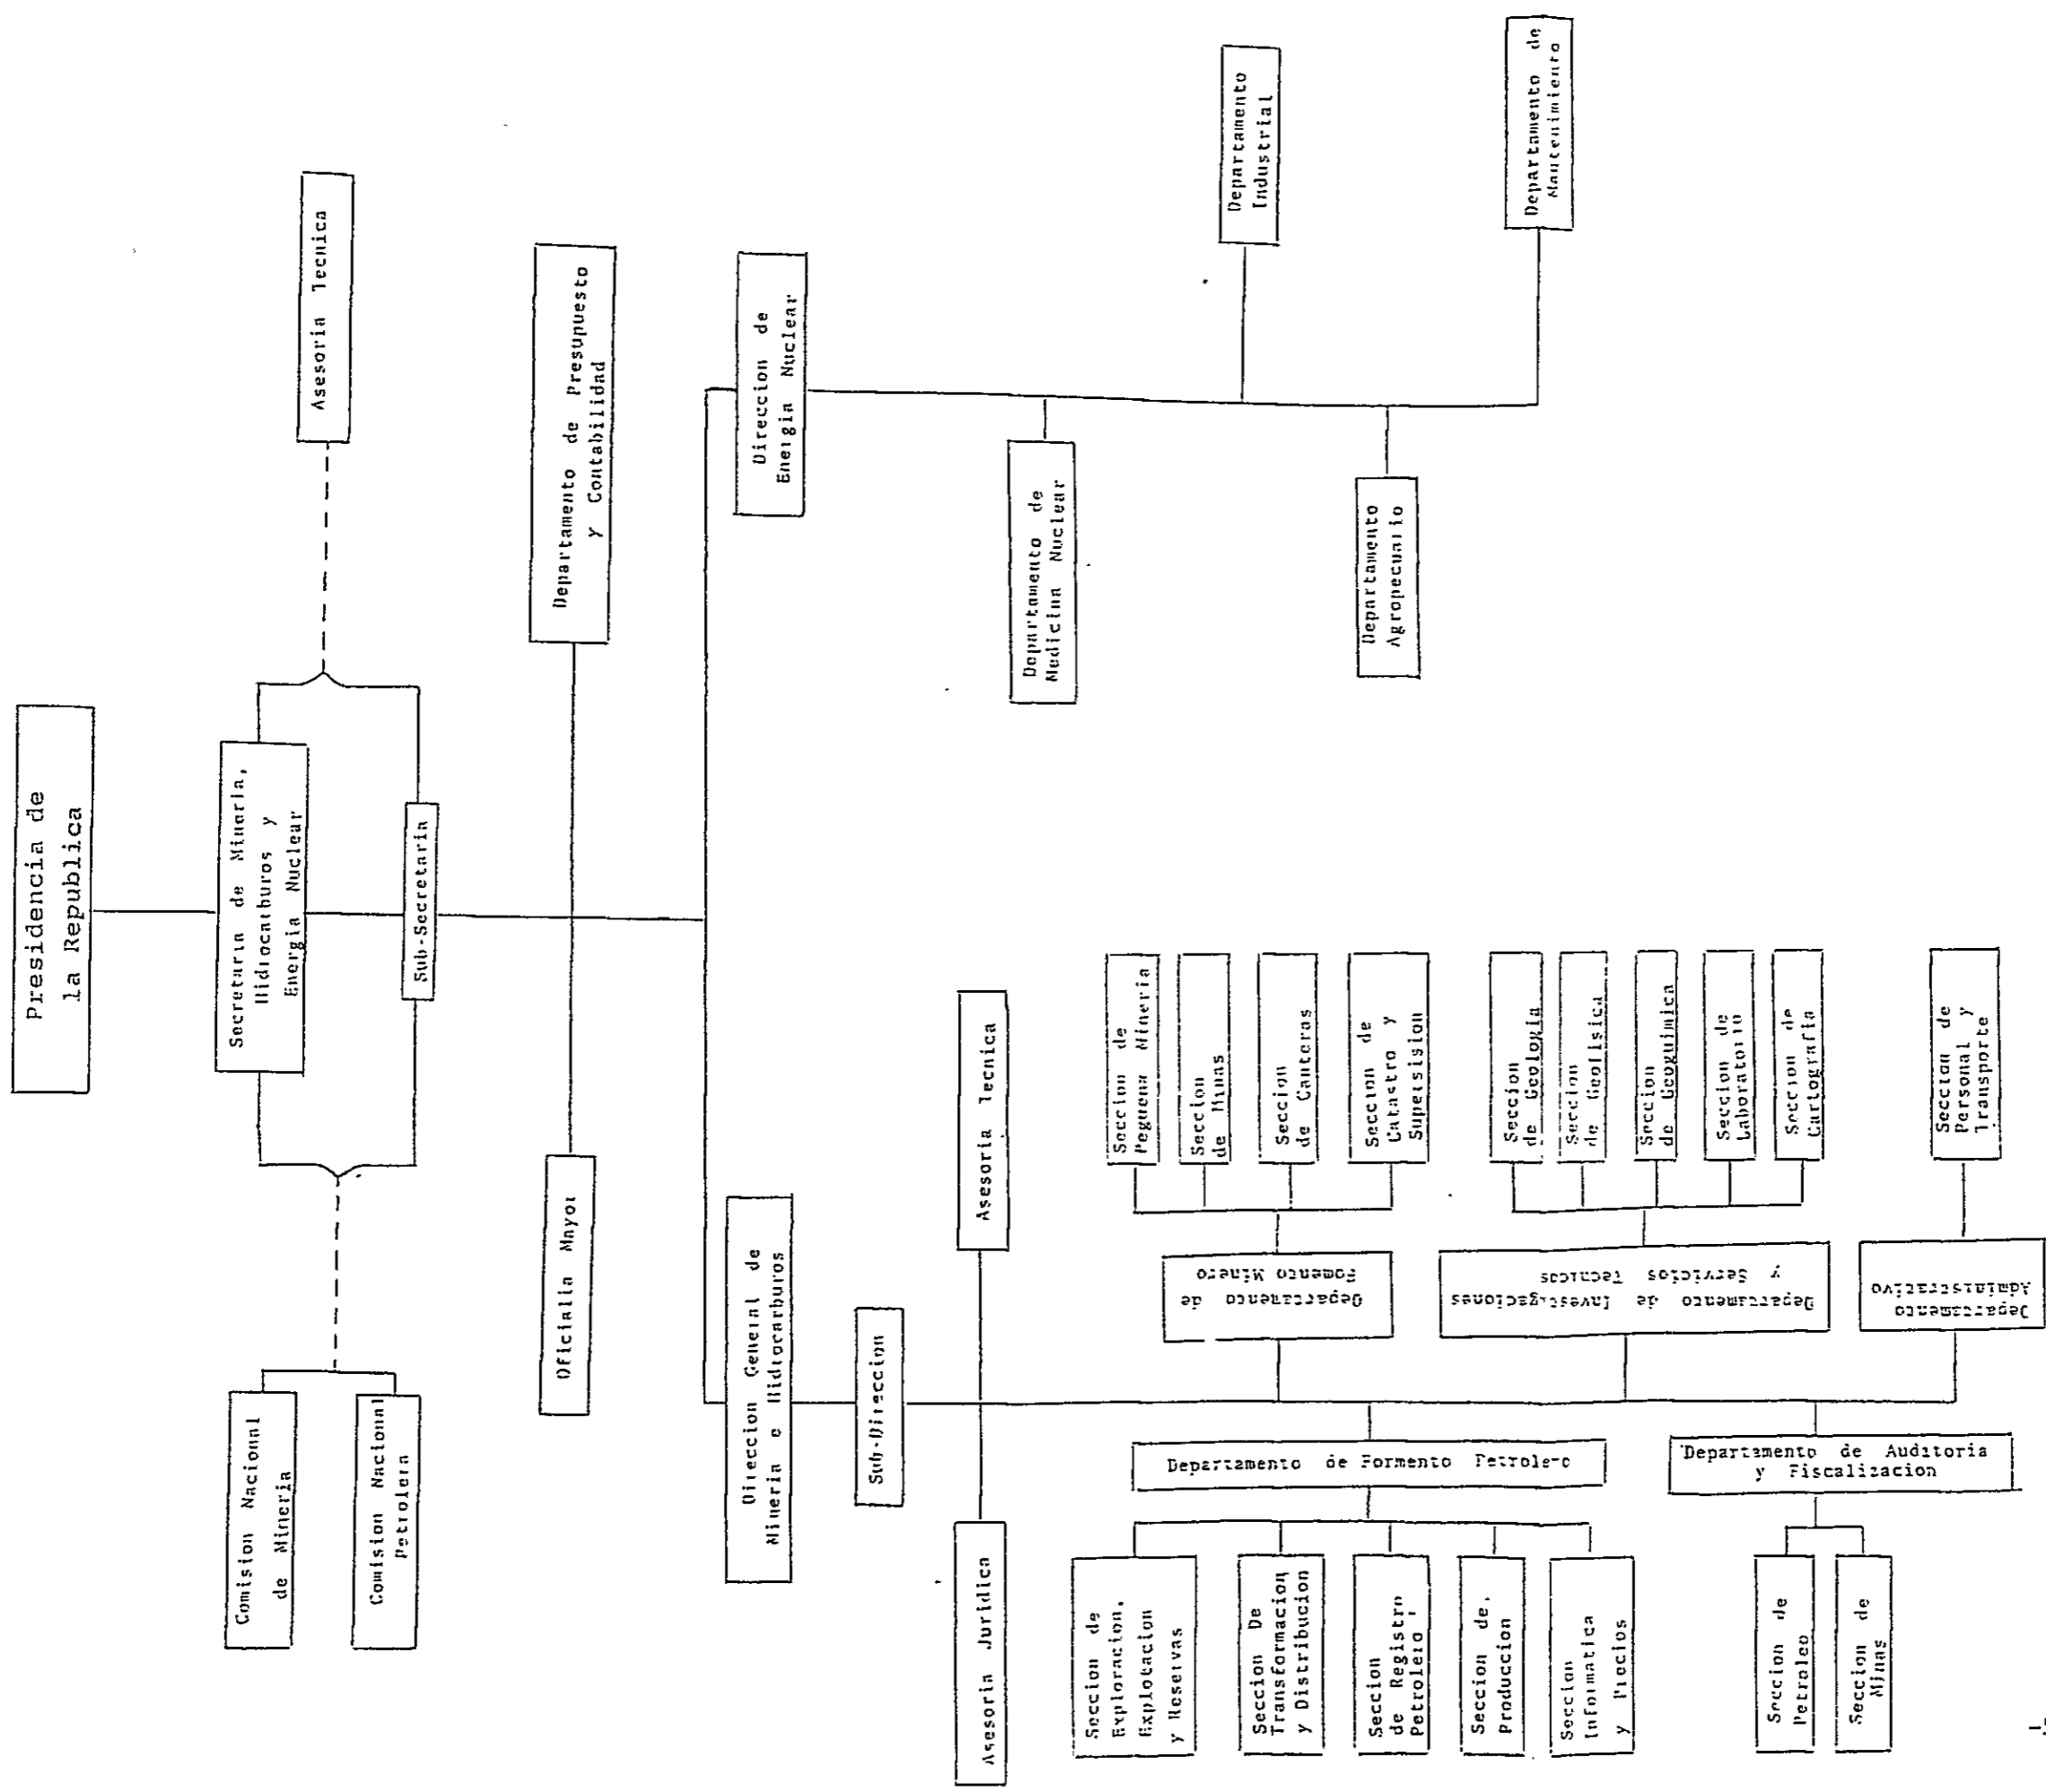 Presidencia de
la Republica
Secretaria de Mineria,
Hidrocarburos y
Energia Nuclear
Sub-Secretaria
Asesoria Tecnica
Comision Nacional
de Mineria
Comision Nacional
Petrolera
Oficialia Mayor
Departamento de Presupuesto
y Contabilidad
Direccion General de
Mineria e Hidrocarburos
Direccion de
Energia Nuclear
Sub-Direccion
Asesoria Juridica
Asesoria Tecnica
Departamento de
Medicina Nuclear
Departamento
Industrial
Departamento
Agropecuario
Departamento de
Mantenimiento
Departamento de
Fomento Minero
Seccion de
Peguena Mineria
Seccion
de Minas
Seccion
de Canteras
Seccion de
Catastro y
Supersision
Departamento de Investigaciones
y Servicios Tecnicos
Seccion
de Geologia
Seccion
de Geofisica
Seccion
de Geoguimica
Seccion de
Laboratorio
Seccion de
Cartografia
Departamento
Administrativo
Seccion de
Personal y
Transporte
Departamento de Formento Petrolero
Seccion de
Exploracion,
Explotacion
y Reservas
Seccion De
Transformacion
y Distribucion
Seccion
de Registro
Petrolero
Seccion de.
Produccion
Seccion
Informatica
y Precios
Departamento de Auditoria
y Fiscalizacion
Seccion de
Petroleo
Seccion de
Minas